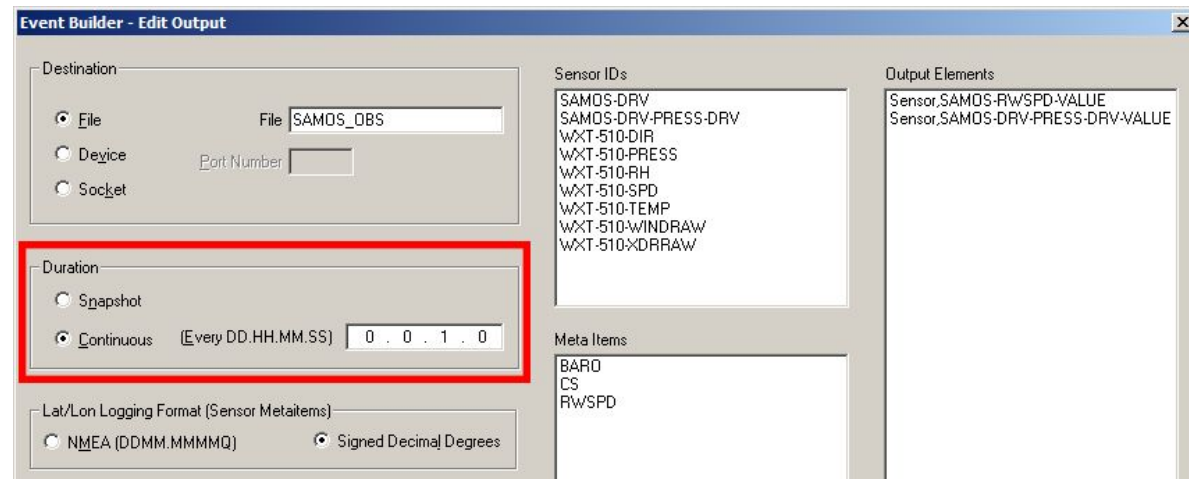 Event Builder - Edit Output
Destination
File
File SAMOS_OBS
Device
Port Number
Socket
Duration
Snapshot
Continuous (Every DD.HH.MM.SS) 0 . 0 . 1 . 0
Lat/Lon Logging Format (Sensor Metaitems)
NMEA (DDMM.MMMMQ)
Signed Decimal Degrees
Sensor IDs
SAMOS-DRV
SAMOS-DRV-PRESS-DRV
WXT-510-DIR
WXT-510-PRESS
WXT-510-RH
WXT-510-SPD
WXT-510-TEMP
WXT-510-WINDRAW
WXT-510-XDRRAW
Meta Items
BARO
CS
RWSPD
Output Elements
Sensor,SAMOS-RWSPD-VALUE
Sensor,SAMOS-DRV-PRESS-DRV-VALUE